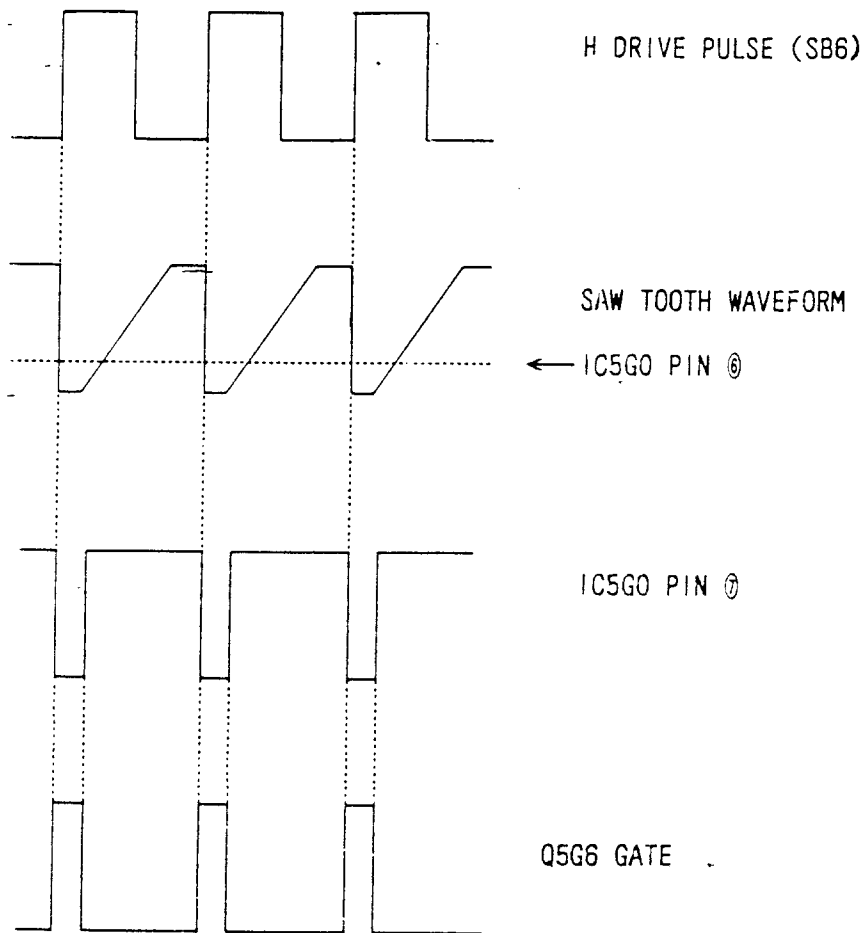 H DRIVE PULSE (SB6)
SAW TOOTH WAVEFORM
← IC5G0 PIN ⑥
IC5G0 PIN ⑦
Q5G6 GATE